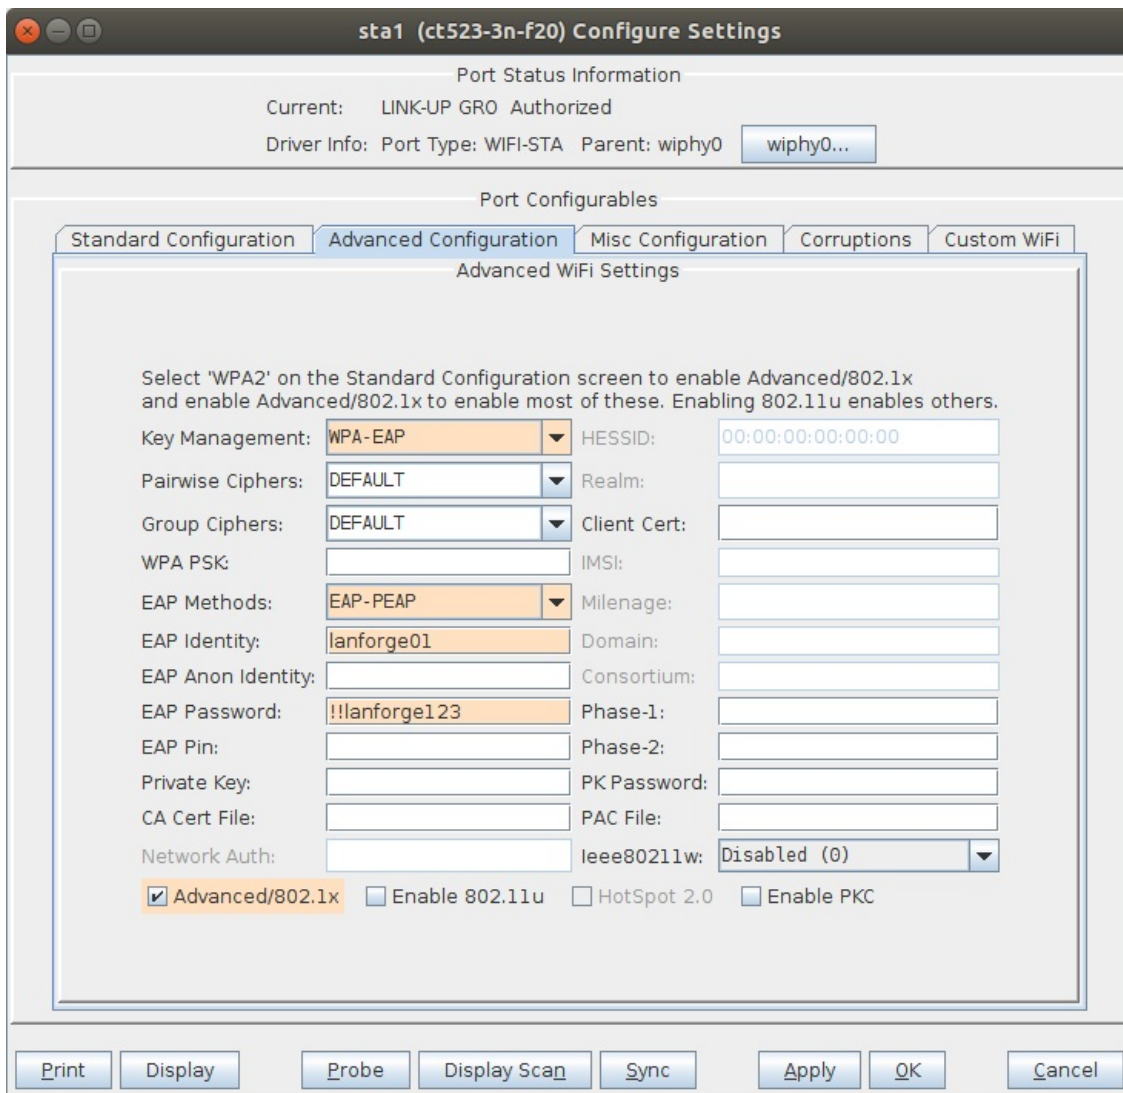 sta1 (ct523-3n-f20) Configure Settings
Port Status Information
Current: LINK-UP GRO Authorized
Driver Info: Port Type: WIFI-STA Parent: wiphy0 wiphy0...
Port Configurables
Standard Configuration Advanced Configuration Misc Configuration Corruptions Custom WiFi
Advanced WiFi Settings
Select 'WPA2' on the Standard Configuration screen to enable Advanced/802.1x
and enable Advanced/802.1x to enable most of these. Enabling 802.11u enables others.
Key Management: WPA-EAP HESSID: 00:00:00:00:00:00
Pairwise Ciphers: DEFAULT Realm:
Group Ciphers: DEFAULT Client Cert:
WPA PSK: IMSI:
EAP Methods: EAP-PEAP Milenage:
EAP Identity: lanforge01 Domain:
EAP Anon Identity: Consortium:
EAP Password: !!lanforge123 Phase-1:
EAP Pin: Phase-2:
Private Key: PK Password:
CA Cert File: PAC File:
Network Auth: Ieee80211w: Disabled (0)
Advanced/802.1x Enable 802.11u HotSpot 2.0 Enable PKC
Print Display Probe Display Scan Sync Apply OK Cancel